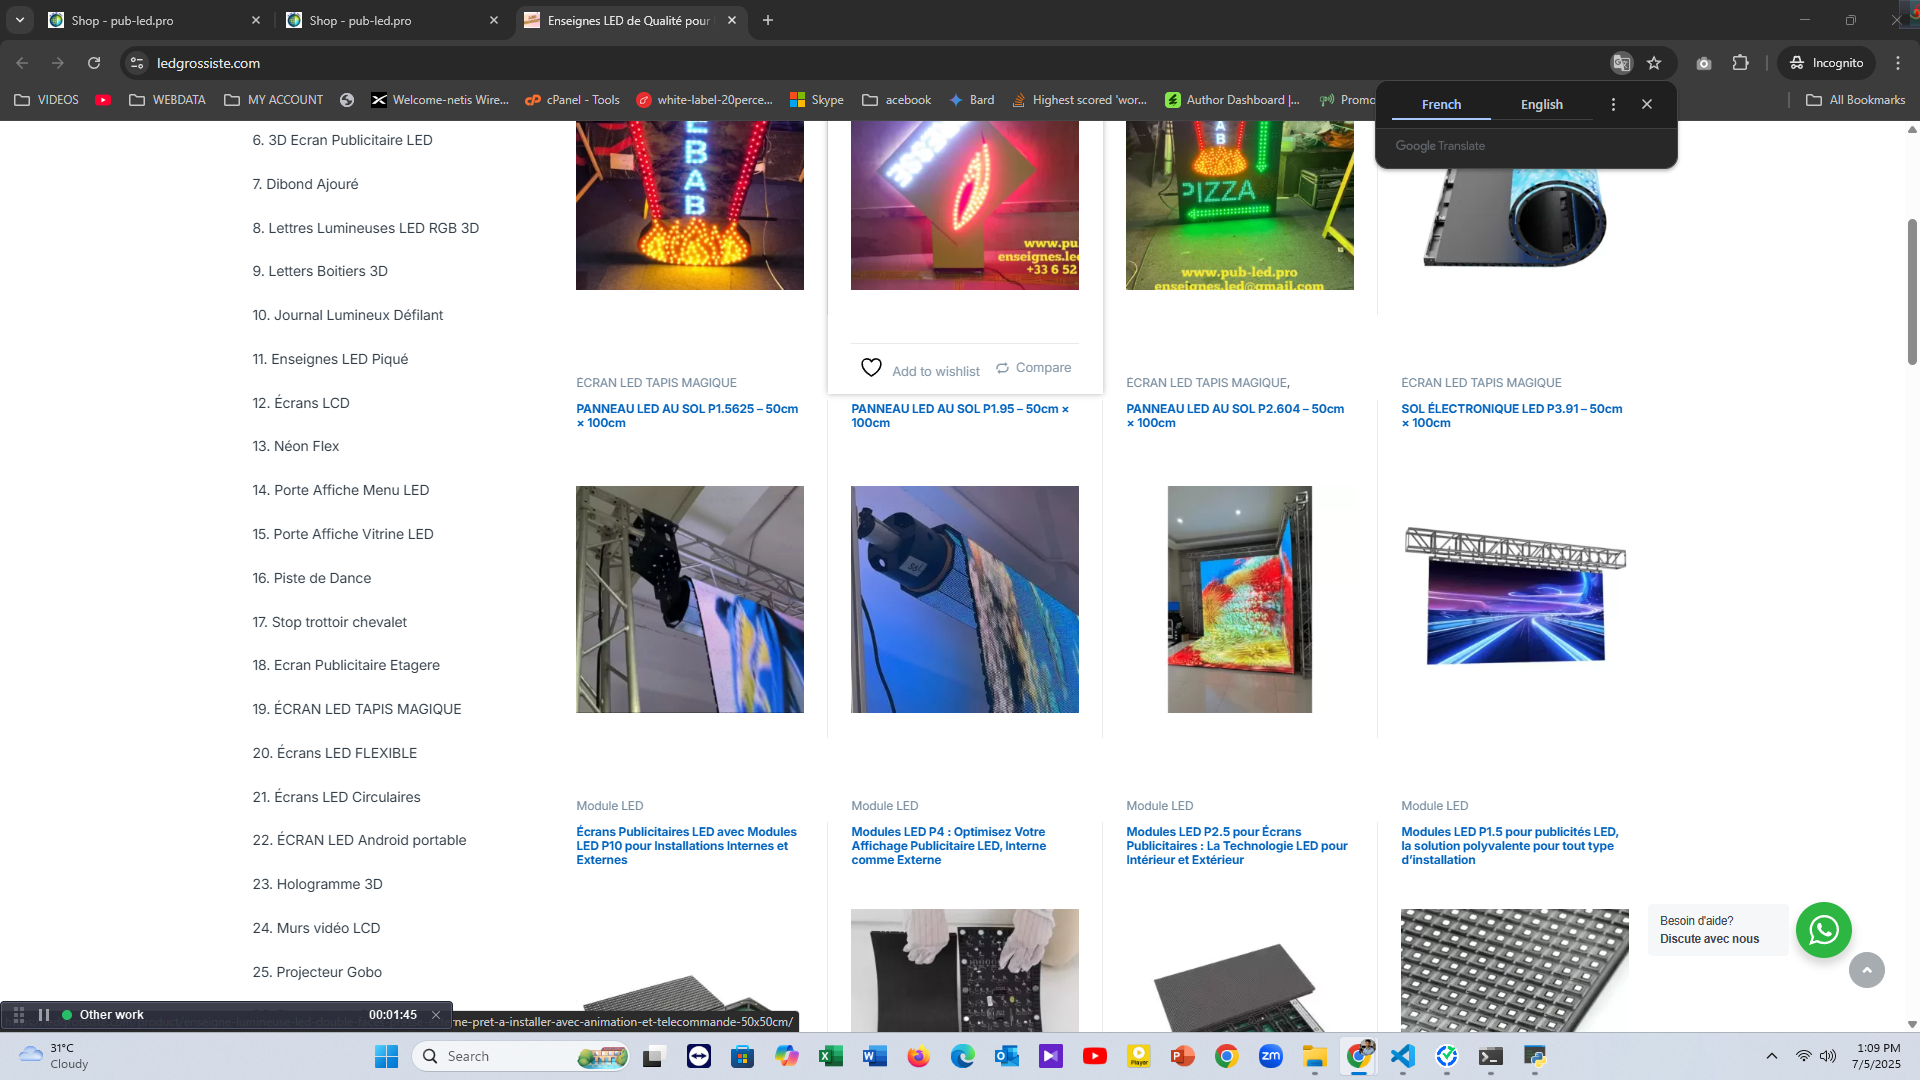 Shop - pub-led.pro
Shop - pub-led.pro
Enseignes LED de Qualité pour
ledgrossiste.com
Incognito
VIDEOS
WEBDATA
MY ACCOUNT
Welcome-netis Wire...
cPanel - Tools
white-label-20perce...
Skype
acebook
Bard
Highest scored 'wor...
Author Dashboard |...
Promo
All Bookmarks
French
English
Google Translate
6. 3D Ecran Publicitaire LED
7. Dibond Ajouré
8. Lettres Lumineuses LED RGB 3D
9. Letters Boitiers 3D
10. Journal Lumineux Défilant
11. Enseignes LED Piqué
12. Écrans LCD
13. Néon Flex
14. Porte Affiche Menu LED
15. Porte Affiche Vitrine LED
16. Piste de Dance
17. Stop trottoir chevalet
18. Ecran Publicitaire Etagere
19. ÉCRAN LED TAPIS MAGIQUE
20. Écrans LED FLEXIBLE
21. Écrans LED Circulaires
22. ÉCRAN LED Android portable
23. Hologramme 3D
24. Murs vidéo LCD
25. Projecteur Gobo
EBAB
www.pu
enseignes.le
+33 6 52
AB
PIZZA
www.pub-led.pro
enseignes.led@gmail.com
Add to wishlist
Compare
ÉCRAN LED TAPIS MAGIQUE
PANNEAU LED AU SOL P1.5625 – 50cm
× 100cm
PANNEAU LED AU SOL P1.95 – 50cm ×
100cm
ÉCRAN LED TAPIS MAGIQUE,
PANNEAU LED AU SOL P2.604 – 50cm
× 100cm
ÉCRAN LED TAPIS MAGIQUE
SOL ÉLECTRONIQUE LED P3.91 – 50cm
× 100cm
Module LED
Écrans Publicitaires LED avec Modules
LED P10 pour Installations Internes et
Externes
Module LED
Modules LED P4 : Optimisez Votre
Affichage Publicitaire LED, Interne
comme Externe
Module LED
Modules LED P2.5 pour Écrans
Publicitaires : La Technologie LED pour
Intérieur et Extérieur
Module LED
Modules LED P1.5 pour publicités LED,
la solution polyvalente pour tout type
d'installation
Besoin d'aide?
Discute avec nous
Other work
00:01:45
rne-pret-a-installer-avec-animation-et-telecommande-50x50cm/
31°C
Cloudy
Search
Player
zm
1:09 PM
7/5/2025